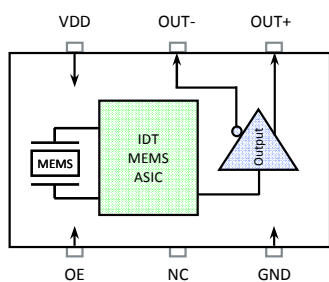 VDD OUT- OUT+
IDT
MEMS
ASIC
MEMS
Output
OE NC GND